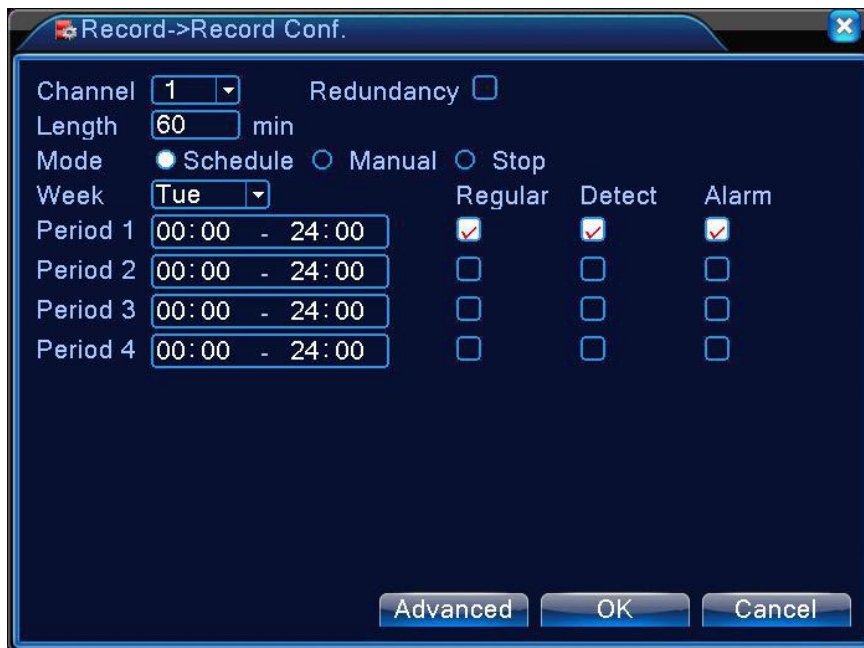 Record->Record Conf.
Channel 1 Redundancy
Length 60 min
Mode Schedule Manual Stop
Week Tue Regular Detect Alarm
Period 1 00:00 - 24:00
Period 2 00:00 - 24:00
Period 3 00:00 - 24:00
Period 4 00:00 - 24:00
Advanced OK Cancel